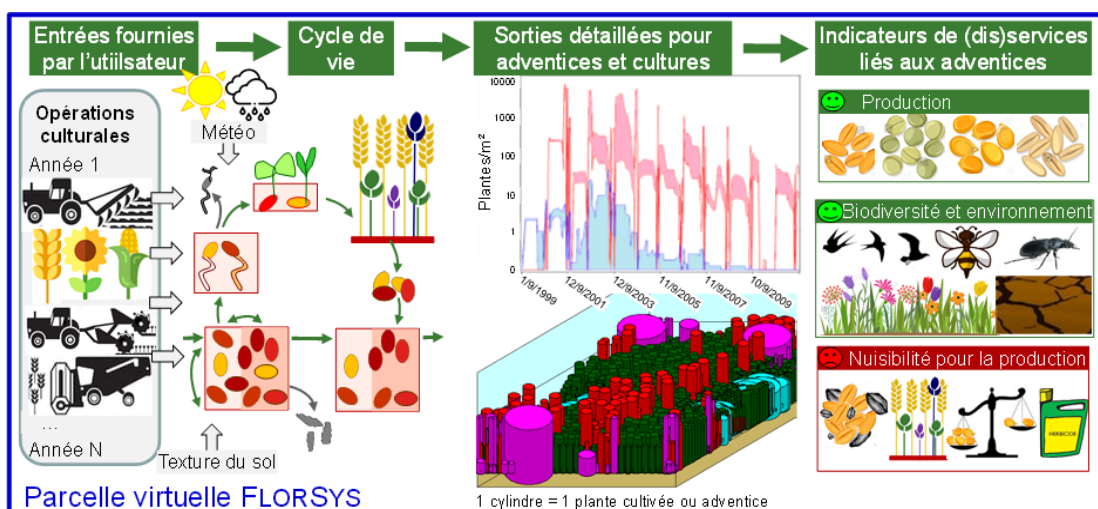 Entrées fournies
par l'utiilsateur
Cycle de
vie
Sorties détaillées pour
adventices et cultures
Indicateurs de (dis)services
liés aux adventices
Opérations
culturales
Année 1
...
Année N
Météo
Texture du sol
Plantes/m²
10000
1000
100
10
1
0
1/9/1999
12/9/2001
12/9/2003
11/9/2005
11/9/2007
10/9/2009
1 cylindre = 1 plante cultivée ou adventice
Production
Biodiversité et environnement
Nuisibilité pour la production
HERBICIDE
Parcelle virtuelle FLORSYS